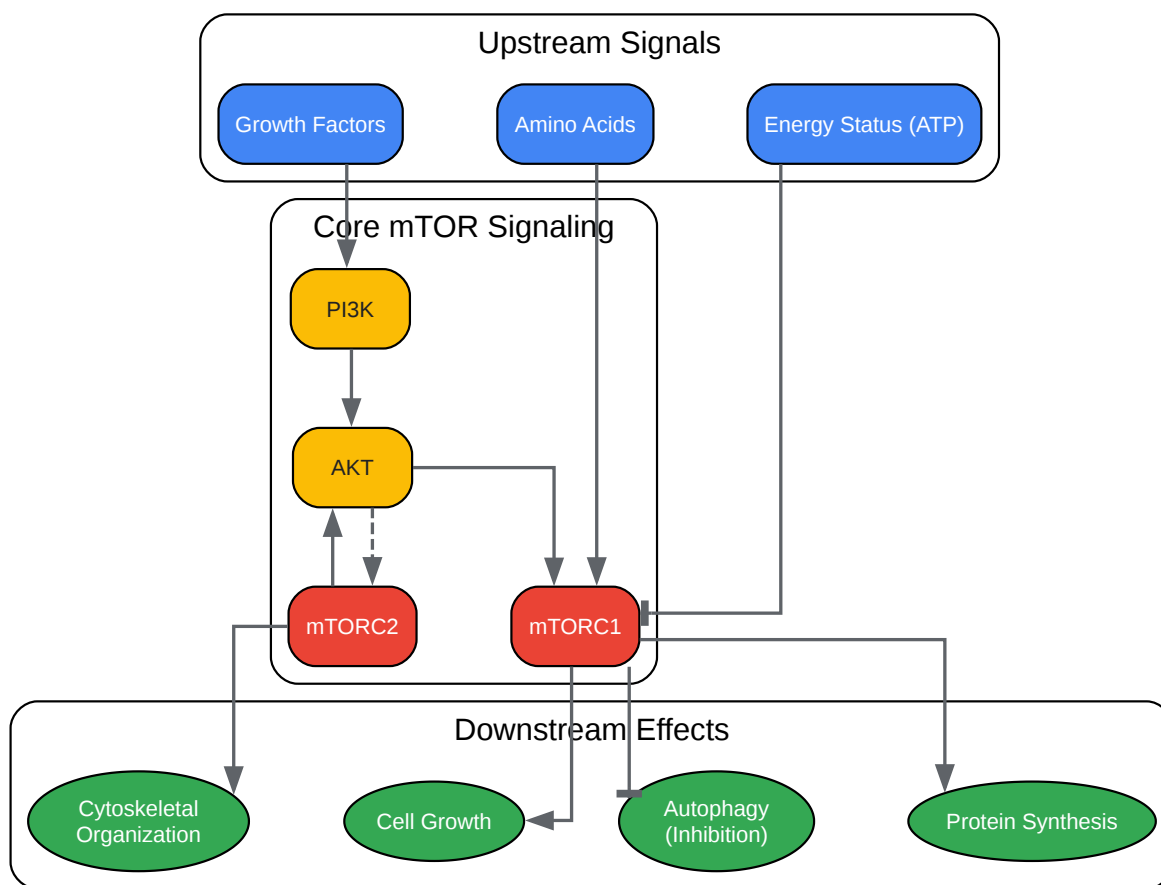 Upstream Signals
Growth Factors
Amino Acids
Energy Status (ATP)
Core mTOR Signaling
PI3K
AKT
mTORC2
mTORC1
Downstream Effects
Cytoskeletal
Organization
Cell Growth
Autophagy
(Inhibition)
Protein Synthesis